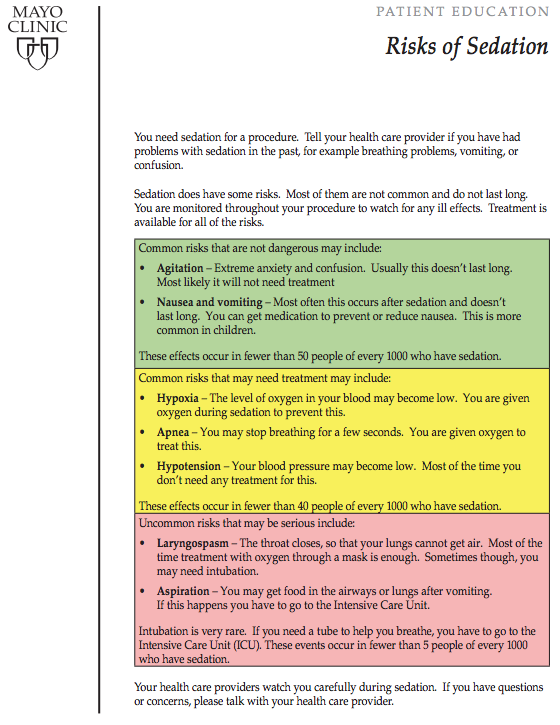 MAYO
CLINIC
PATIENT EDUCATION
Risks of Sedation
You need sedation for a procedure. Tell your health care provider if you have had
problems with sedation in the past, for example breathing problems, vomiting, or
confusion.
Sedation does have some risks. Most of them are not common and do not last long.
You are monitored throughout your procedure to watch for any ill effects. Treatment is
available for all of the risks.
Common risks that are not dangerous may include:
• Agitation – Extreme anxiety and confusion. Usually this doesn't last long.
Most likely it will not need treatment
• Nausea and vomiting – Most often this occurs after sedation and doesn't
last long. You can get medication to prevent or reduce nausea. This is more
common in children.
These effects occur in fewer than 50 people of every 1000 who have sedation.
Common risks that may need treatment may include:
• Hypoxia – The level of oxygen in your blood may become low. You are given
oxygen during sedation to prevent this.
• Apnea – You may stop breathing for a few seconds. You are given oxygen to
treat this.
• Hypotension – Your blood pressure may become low. Most of the time you
don't need any treatment for this.
These effects occur in fewer than 40 people of every 1000 who have sedation.
Uncommon risks that may be serious include:
• Laryngospasm – The throat closes, so that your lungs cannot get air. Most of the
time treatment with oxygen through a mask is enough. Sometimes though, you
may need intubation.
• Aspiration – You may get food in the airways or lungs after vomiting.
If this happens you have to go to the Intensive Care Unit.
Intubation is very rare. If you need a tube to help you breathe, you have to go to the
Intensive Care Unit (ICU). These events occur in fewer than 5 people of every 1000
who have sedation.
Your health care providers watch you carefully during sedation. If you have questions
or concerns, please talk with your health care provider.